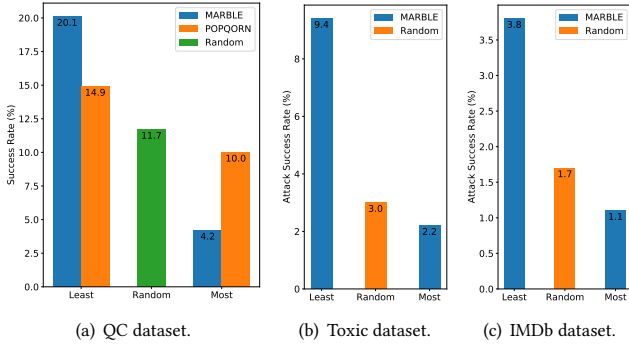 MARBLE
POPQORN
Random
20.1
14.9
11.7
4.2
10.0
20.0
17.5
15.0
12.5
10.0
7.5
5.0
2.5
0.0
Success Rate (%)
Least Random Most
(a) QC dataset.
MARBLE
Random
9.4
3.0
2.2
8
6
4
2
0
Attack Success Rate (%)
Least Random Most
(b) Toxic dataset.
MARBLE
Random
3.8
1.7
1.1
3.5
3.0
2.5
2.0
1.5
1.0
0.5
0.0
Attack Success Rate (%)
Least Random Most
(c) IMDb dataset.